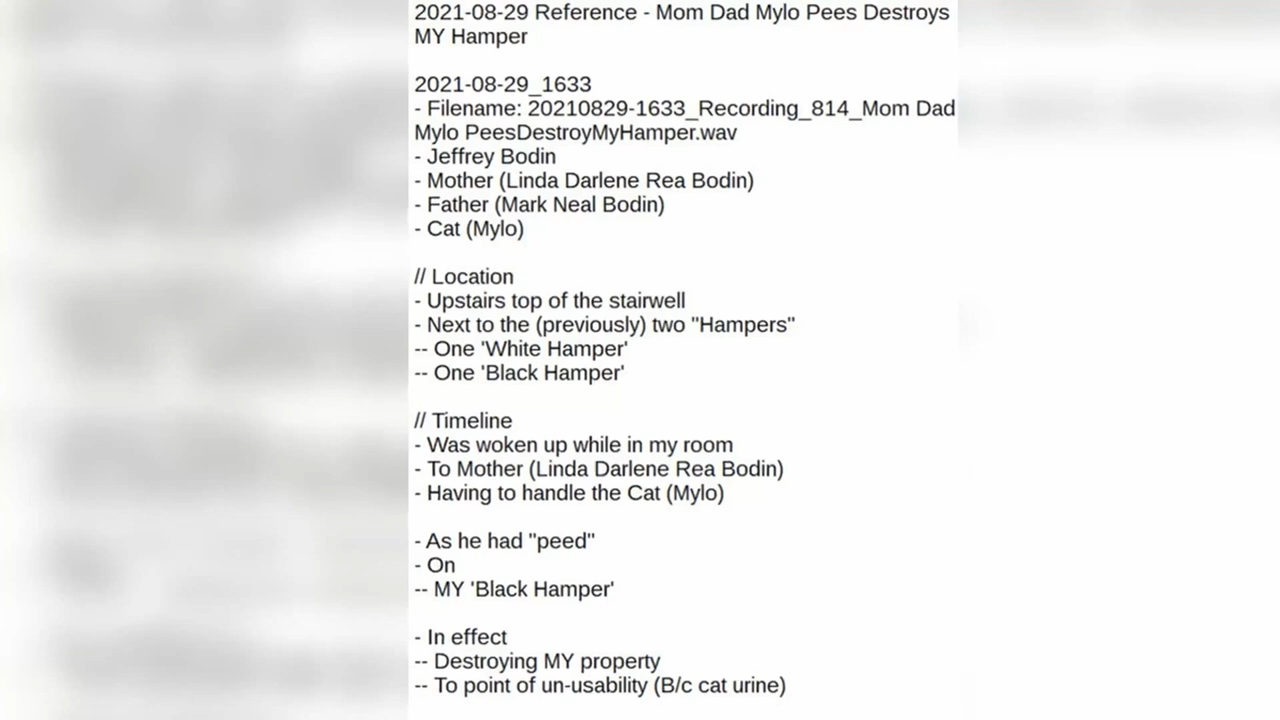 2021-08-29 Reference - Mom Dad Mylo Pees Destroys
MY Hamper
2021-08-29_1633
- Filename: 20210829-1633_Recording_814_Mom Dad
Mylo PeesDestroyMyHamper.wav
- Jeffrey Bodin
- Mother (Linda Darlene Rea Bodin)
- Father (Mark Neal Bodin)
- Cat (Mylo)
// Location
- Upstairs top of the stairwell
- Next to the (previously) two "Hampers"
-- One 'White Hamper'
-- One 'Black Hamper'
// Timeline
- Was woken up while in my room
- To Mother (Linda Darlene Rea Bodin)
- Having to handle the Cat (Mylo)
- As he had "peed"
- On
-- MY 'Black Hamper'
- In effect
-- Destroying MY property
-- To point of un-usability (B/c cat urine)